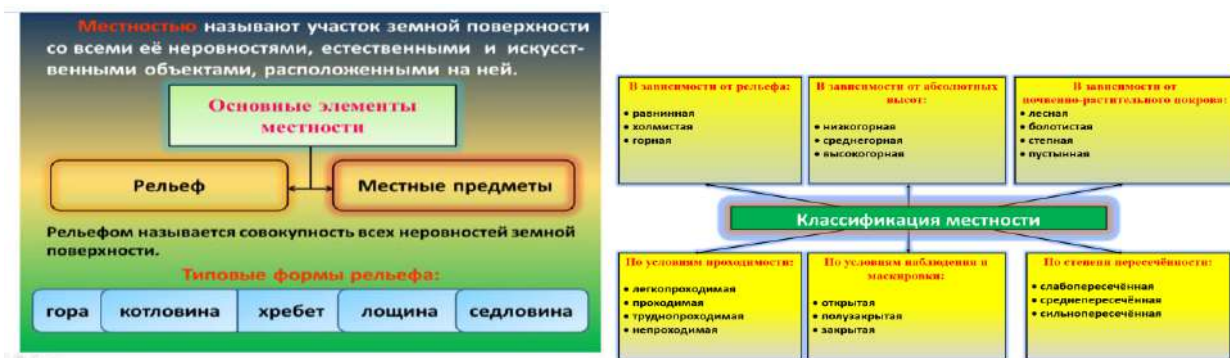 Местностью называют участок земной поверхности
со всеми её неровностями, естественными и искусст-
венными объектами, расположенными на ней.
Основные элементы
местности
Рельеф
Местные предметы
Рельефом называется совокупность всех неровностей земной
поверхности.
Типовые формы рельефа:
гора
котловина
хребет
лощина
седловина
В зависимости от рельефа:
• равнинная
• холмистая
• горная
В зависимости от абсолютных
высот:
• низкогорная
• среднегорная
• высокогорная
В зависимости от
почвенно-растительного покрова:
• лесная
• болотистая
• степная
• пустынная
Классификация местности
По условиям проходимости:
• легкопроходимая
• проходимая
• труднопроходимая
• непроходимая
По условиям наблюдения и
маскировки:
• открытая
• полузакрытая
• закрытая
По степени пересечённости:
• слабопересечённая
• среднепересечённая
• сильнопересечённая